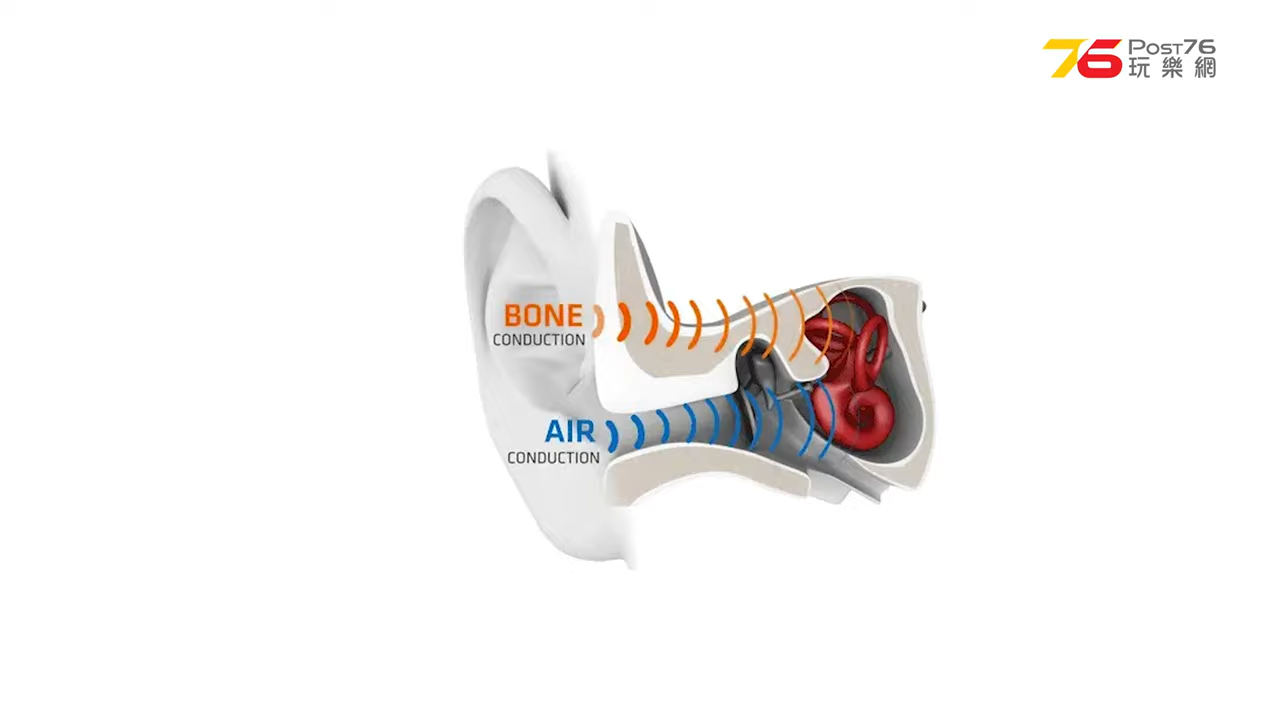 76 POST76
玩樂網
BONE
CONDUCTION
AIR
CONDUCTION